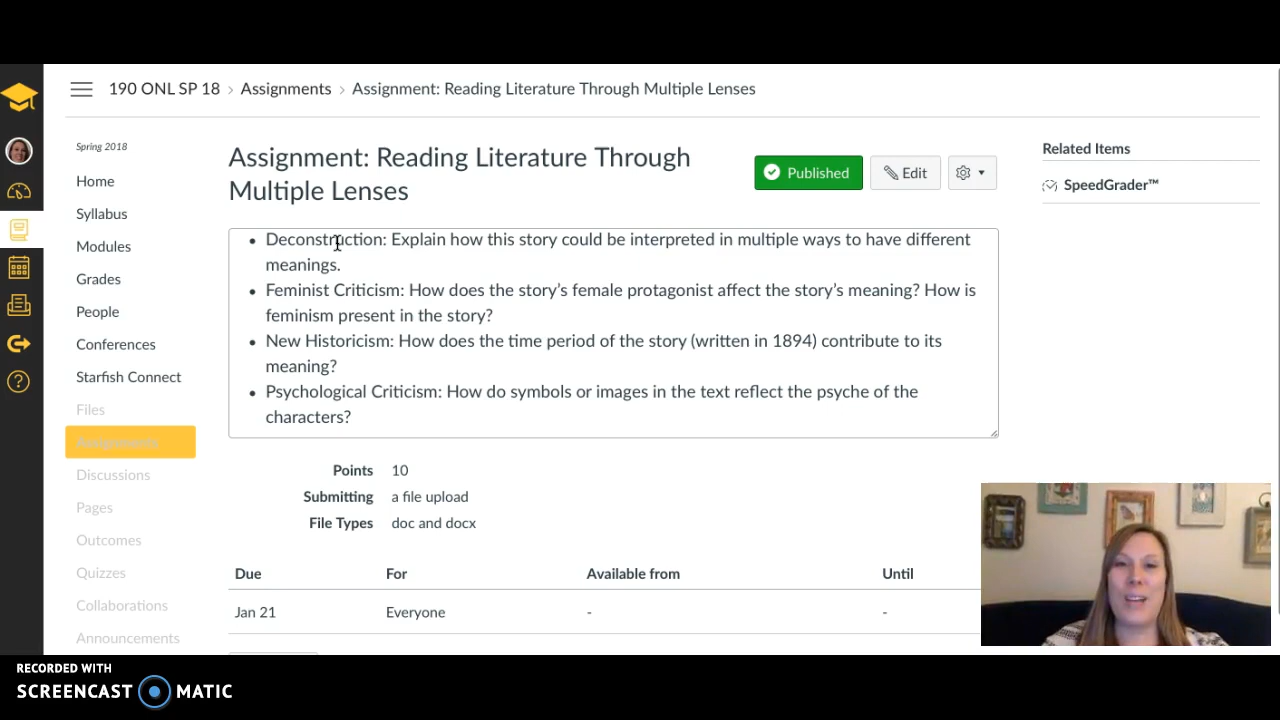 190 ONL SP 18 › Assignments › Assignment: Reading Literature Through Multiple Lenses
Spring 2018
Home
Syllabus
Modules
Grades
People
Conferences
Starfish Connect
Files
Assignments
Discussions
Pages
Outcomes
Quizzes
Collaborations
Announcements
Assignment: Reading Literature Through
Multiple Lenses
Published
Edit
• Deconstruction: Explain how this story could be interpreted in multiple ways to have different
meanings.
• Feminist Criticism: How does the story’s female protagonist affect the story’s meaning? How is
feminism present in the story?
• New Historicism: How does the time period of the story (written in 1894) contribute to its
meaning?
• Psychological Criticism: How do symbols or images in the text reflect the psyche of the
characters?
Points 10
Submitting a file upload
File Types doc and docx
Due For Available from Until
Jan 21 Everyone - -
Related Items
SpeedGrader™
RECORDED WITH
SCREENCAST MATIC